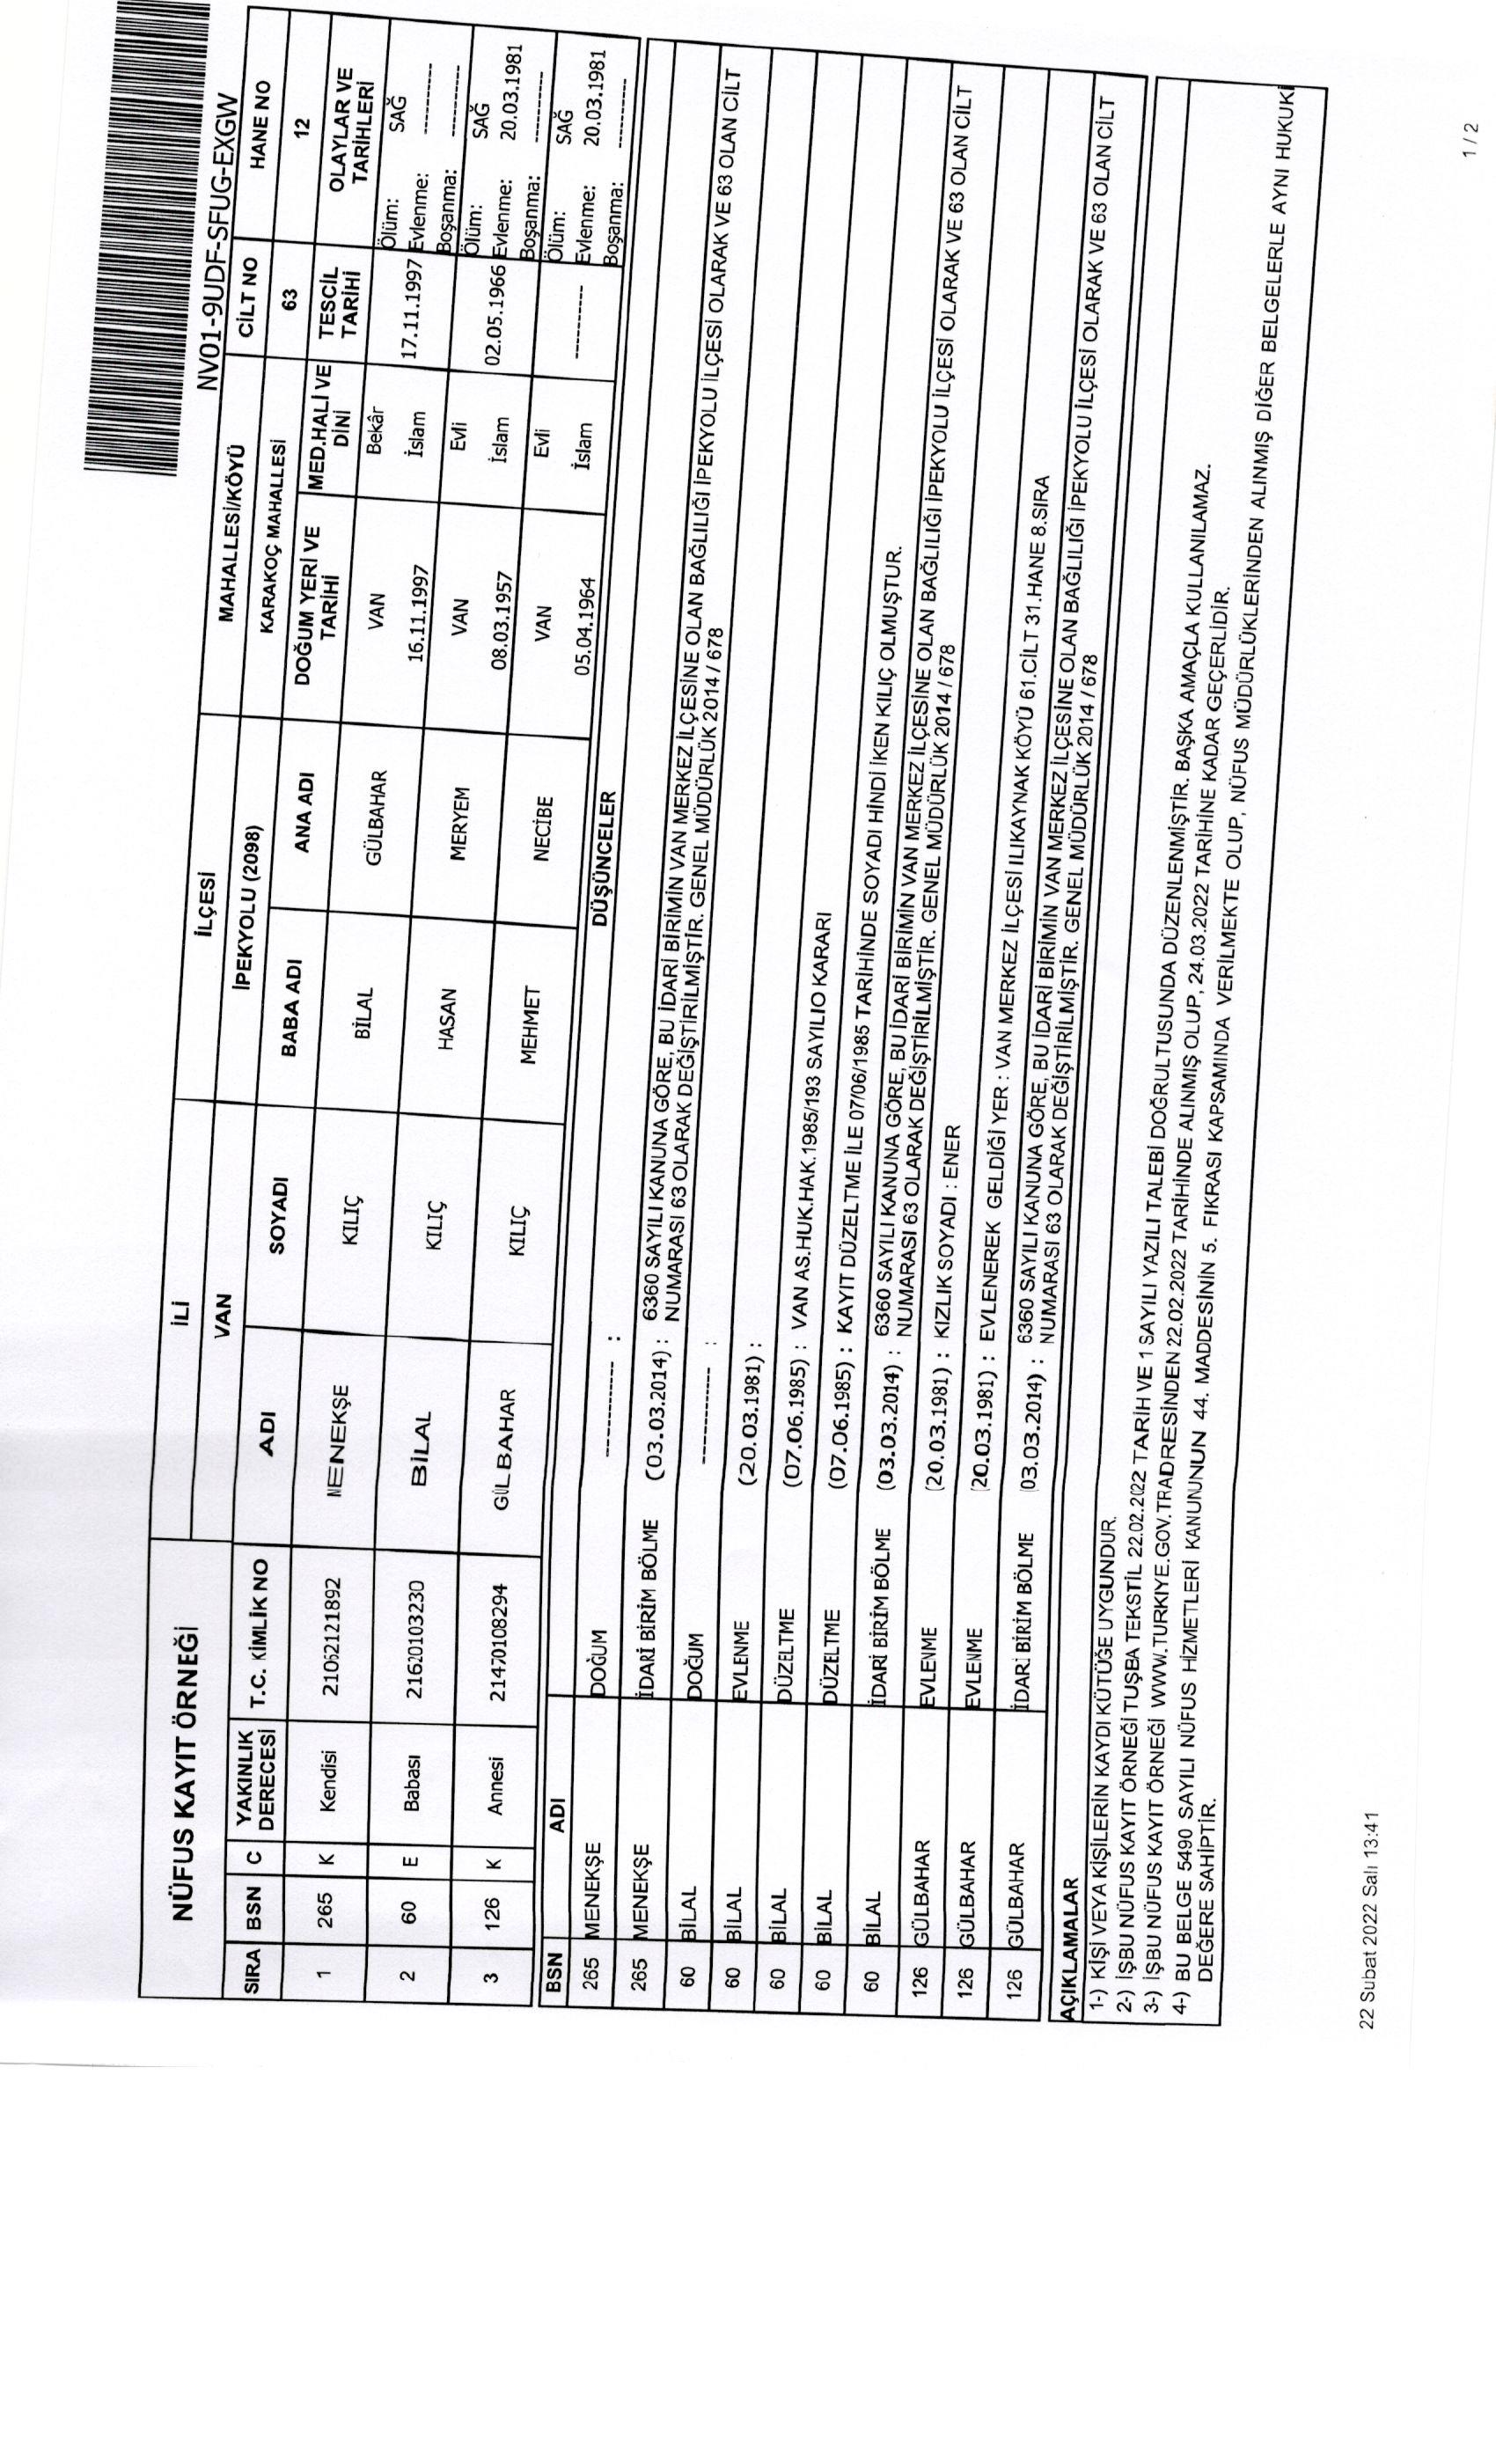 NV01-9UDF-SFUG-EXGW
NÜFUS KAYIT ÖRNEĞİ
İLİ İLÇESİ MAHALLESİ/KÖYÜ CİLT NO HANE NO
VAN İPEKYOLU (2098) KARAKOÇ MAHALLESİ 63 12
SIRA BSN C YAKINLIK DERECESİ T.C. KİMLİK NO ADI SOYADI BABA ADI ANA ADI DOĞUM YERİ VE TARİHİ MED.HALİ VE DİNİ TESCİL TARİHİ OLAYLAR VE TARİHLERİ
1 265 K Kendisi 21062121892 MENEKŞE KILIÇ BİLAL GÜLBAHAR VAN 16.11.1997 Bekâr İslam 17.11.1997 Ölüm: SAĞ Evlenme: ---------- Boşanma: ----------
2 60 E Babası 21620103230 BİLAL KILIÇ HASAN MERYEM VAN 08.03.1957 Evli İslam 02.05.1966 Ölüm: SAĞ Evlenme: 20.03.1981 Boşanma: ----------
3 126 K Annesi 21470108294 GÜLBAHAR KILIÇ MEHMET NECİBE VAN 05.04.1964 Evli İslam ---------- Ölüm: SAĞ Evlenme: 20.03.1981 Boşanma: ----------
BSN ADI DÜŞÜNCELER
265 MENEKŞE DOĞUM ------------ :
265 MENEKŞE İDARİ BİRİM BÖLME (03.03.2014) : 6360 SAYILI KANUNA GÖRE, BU İDARİ BİRİMİN VAN MERKEZ İLÇESİNE OLAN BAĞLILIĞI İPEKYOLU İLÇESİ OLARAK VE 63 OLAN CİLT
NUMARASI 63 OLARAK DEĞİŞTİRİLMİŞTİR. GENEL MÜDÜRLÜK 2014 / 678
60 BİLAL DOĞUM ------------ :
60 BİLAL EVLENME (20.03.1981) :
60 BİLAL DÜZELTME (07.06.1985) : VAN AS.HUK.HAK.1985/193 SAYILIO KARARI
60 BİLAL DÜZELTME (07.06.1985) : KAYIT DÜZELTME İLE 07/06/1985 TARİHİNDE SOYADI HİNDİ İKEN KILIÇ OLMUŞTUR.
60 BİLAL İDARİ BİRİM BÖLME (03.03.2014) : 6360 SAYILI KANUNA GÖRE, BU İDARİ BİRİMİN VAN MERKEZ İLÇESİNE OLAN BAĞLILIĞI İPEKYOLU İLÇESİ OLARAK VE 63 OLAN CİLT
NUMARASI 63 OLARAK DEĞİŞTİRİLMİŞTİR. GENEL MÜDÜRLÜK 2014 / 678
126 GÜLBAHAR EVLENME (20.03.1981) : KIZLIK SOYADI : ENER
126 GÜLBAHAR EVLENME (20.03.1981) : EVLENEREK GELDİĞİ YER : VAN MERKEZ İLÇESİ ILIKAYNAK KÖYÜ 61.CİLT 31.HANE 8.SIRA
126 GÜLBAHAR İDARİ BİRİM BÖLME (03.03.2014) : 6360 SAYILI KANUNA GÖRE, BU İDARİ BİRİMİN VAN MERKEZ İLÇESİNE OLAN BAĞLILIĞI İPEKYOLU İLÇESİ OLARAK VE 63 OLAN CİLT
NUMARASI 63 OLARAK DEĞİŞTİRİLMİŞTİR. GENEL MÜDÜRLÜK 2014 / 678
AÇIKLAMALAR
1-) KİŞİ VEYA KİŞİLERİN KAYDI KÜTÜĞE UYGUNDUR.
2-) İŞBU NÜFUS KAYIT ÖRNEĞİ TUŞBA TEKSTİL 22.02.2022 TARİH VE 1 SAYILI YAZILI TALEBİ DOĞRULTUSUNDA DÜZENLENMİŞTİR. BAŞKA AMAÇLA KULLANILAMAZ.
3-) İŞBU NÜFUS KAYIT ÖRNEĞİ WWW.TURKIYE.GOV.TRADRESİNDEN 22.02.2022 TARİHİNDE ALINMIŞ OLUP, 24.03.2022 TARİHİNE KADAR GEÇERLİDİR.
4-) BU BELGE 5490 SAYILI NÜFUS HİZMETLERİ KANUNUNUN 44. MADDESİNİN 5. FIKRASI KAPSAMINDA VERİLMEKTE OLUP, NÜFUS MÜDÜRLÜKLERİNDEN ALINMIŞ DİĞER BELGELERLE AYNI HUKUKİ
DEĞERE SAHİPTİR.
22 Subat 2022 Salı 13:41
1 / 2